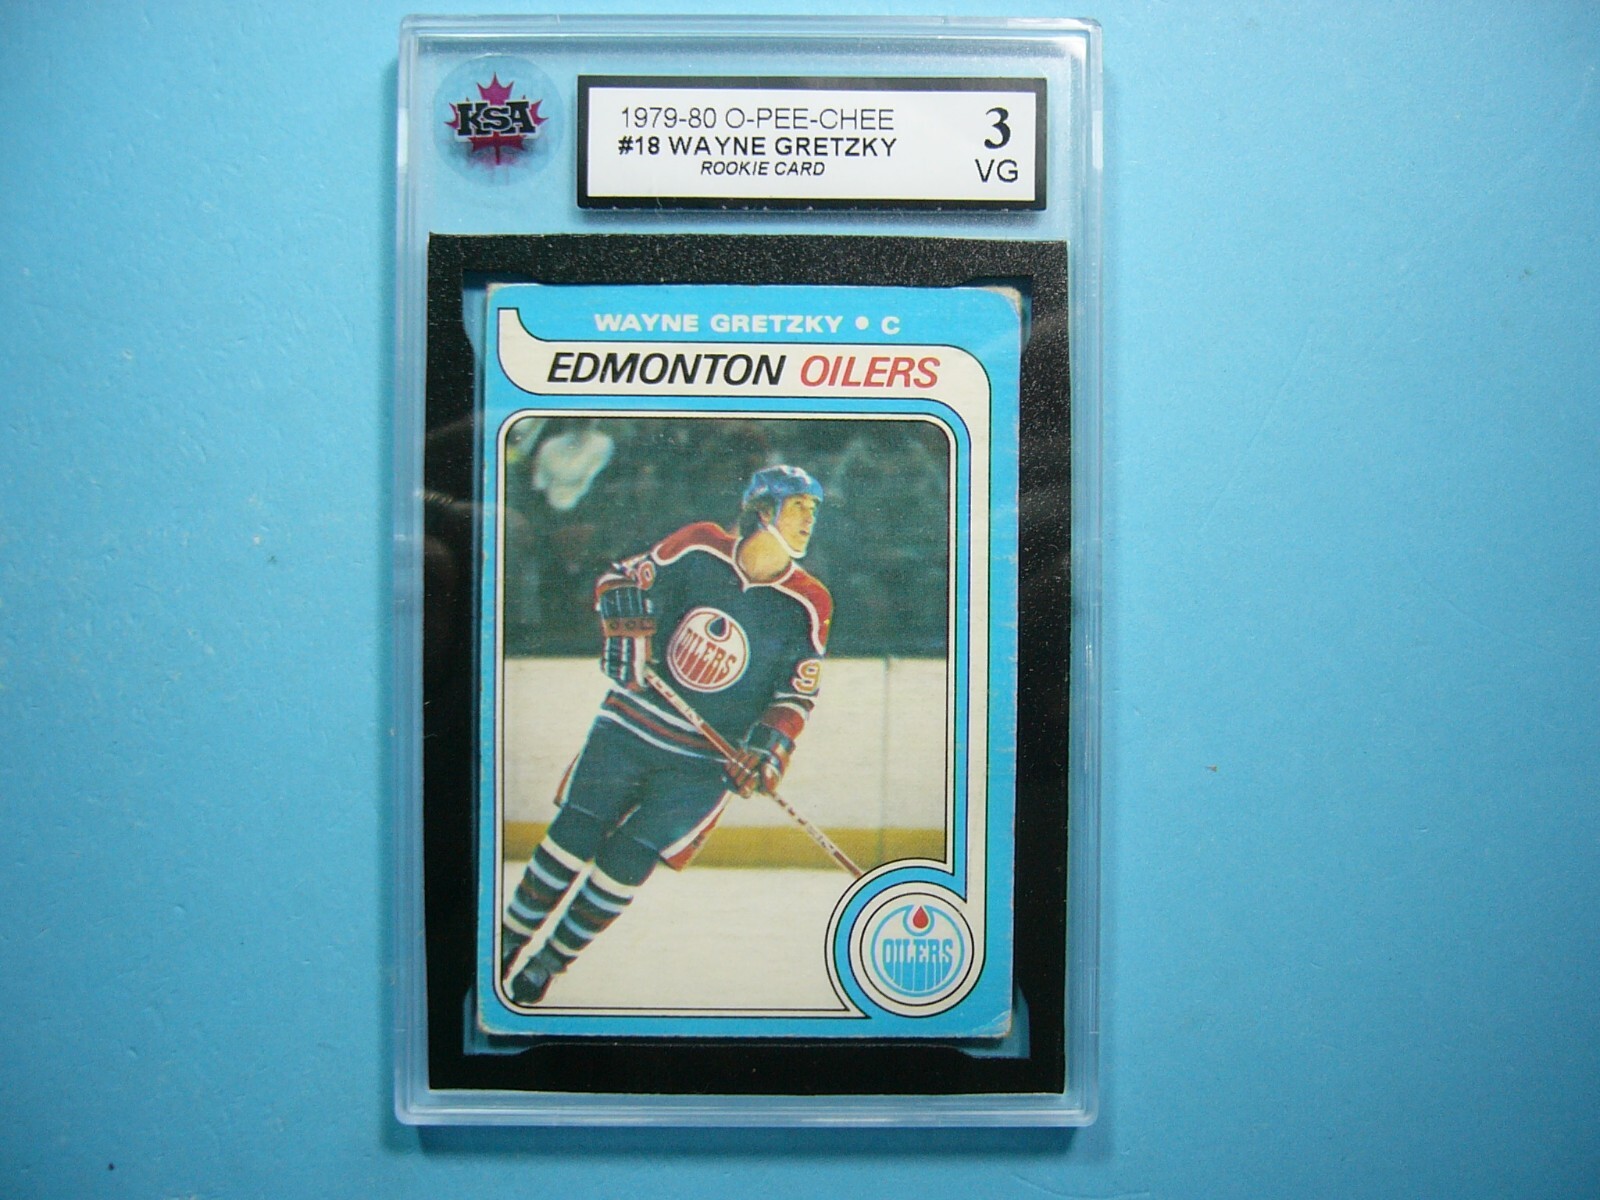 KSA
1979-80 O-PEE-CHEE
#18 WAYNE GRETZKY
ROOKIE CARD
3
VG
WAYNE GRETZKY • C
EDMONTON OILERS
OILERS
9
OILERS